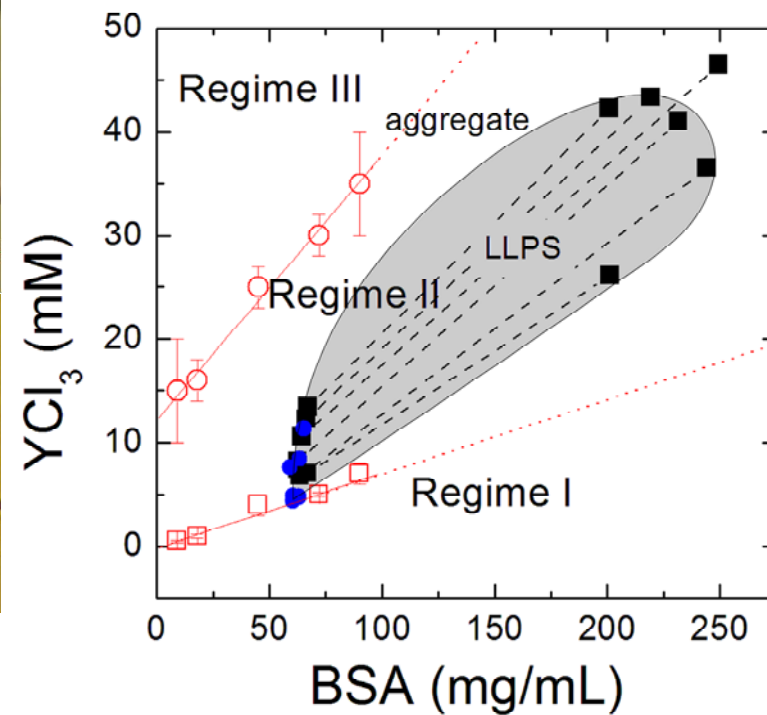 50
40
30
20
10
0
YCl3 (mM)
Regime III
aggregate
LLPS
Regime II
Regime I
0 50 100 150 200 250
BSA (mg/mL)